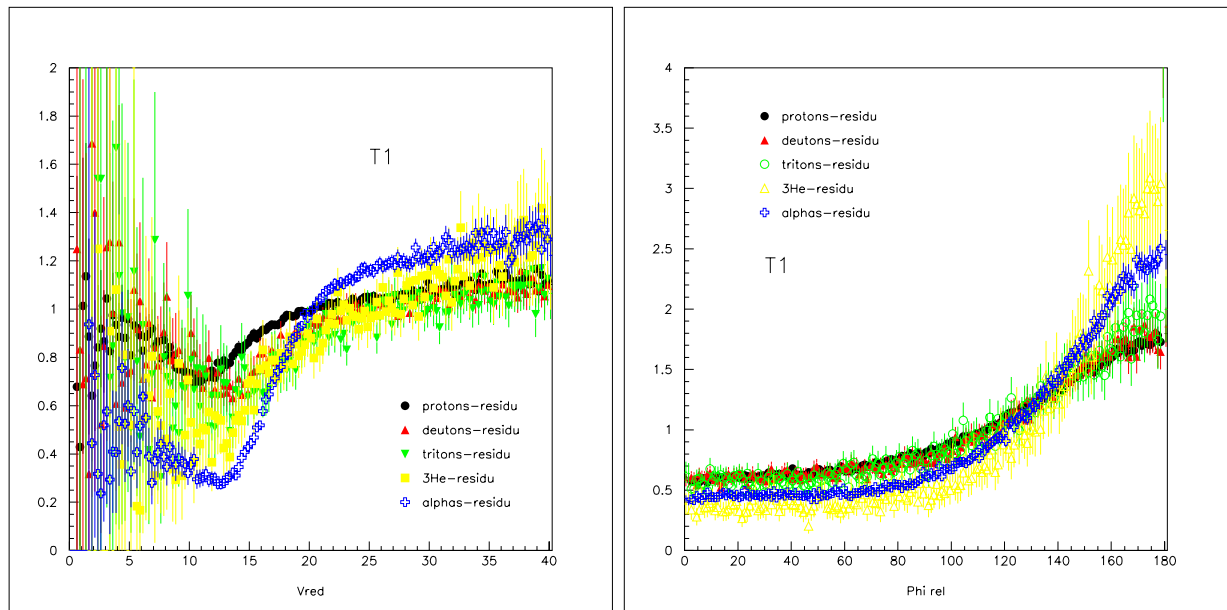 2
1.8
1.6
1.4
1.2
1
0.8
0.6
0.4
0.2
0
T1
protons-residu
deutons-residu
tritons-residu
3He-residu
alphas-residu
0 5 10 15 20 25 30 35 40
Vred
4
3.5
3
2.5
2
1.5
1
0.5
0
protons-residu
deutons-residu
tritons-residu
3He-residu
alphas-residu
T1
0 20 40 60 80 100 120 140 160 180
Phi rel